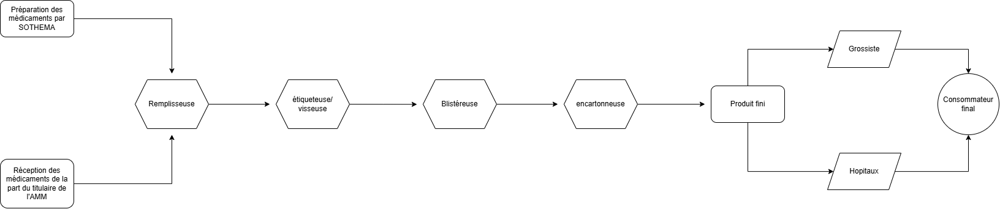 Préparation des
médicaments par
SOTHEMA
Réception des
médicaments de la
part du titulaire de
l'AMM
Remplisseuse
étiqueteuse/
visseuse
Blistéreuse
encartonneuse
Produit fini
Grossiste
Hopitaux
Consommateur
final